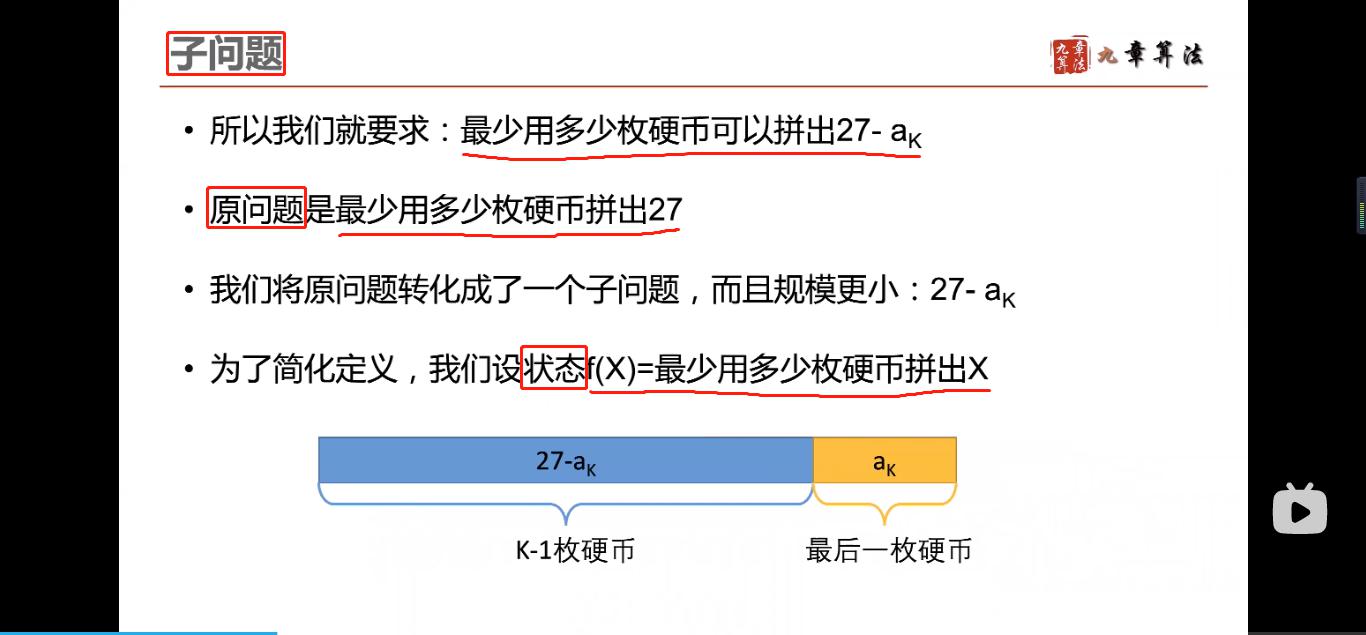 子问题
九章算法 九章算法
• 所以我们就要求：最少用多少枚硬币可以拼出27- aK
• 原问题是最少用多少枚硬币拼出27
• 我们将原问题转化成了一个子问题，而且规模更小：27- aK
• 为了简化定义，我们设状态f(X)=最少用多少枚硬币拼出X
27-aK aK
K-1枚硬币 最后一枚硬币